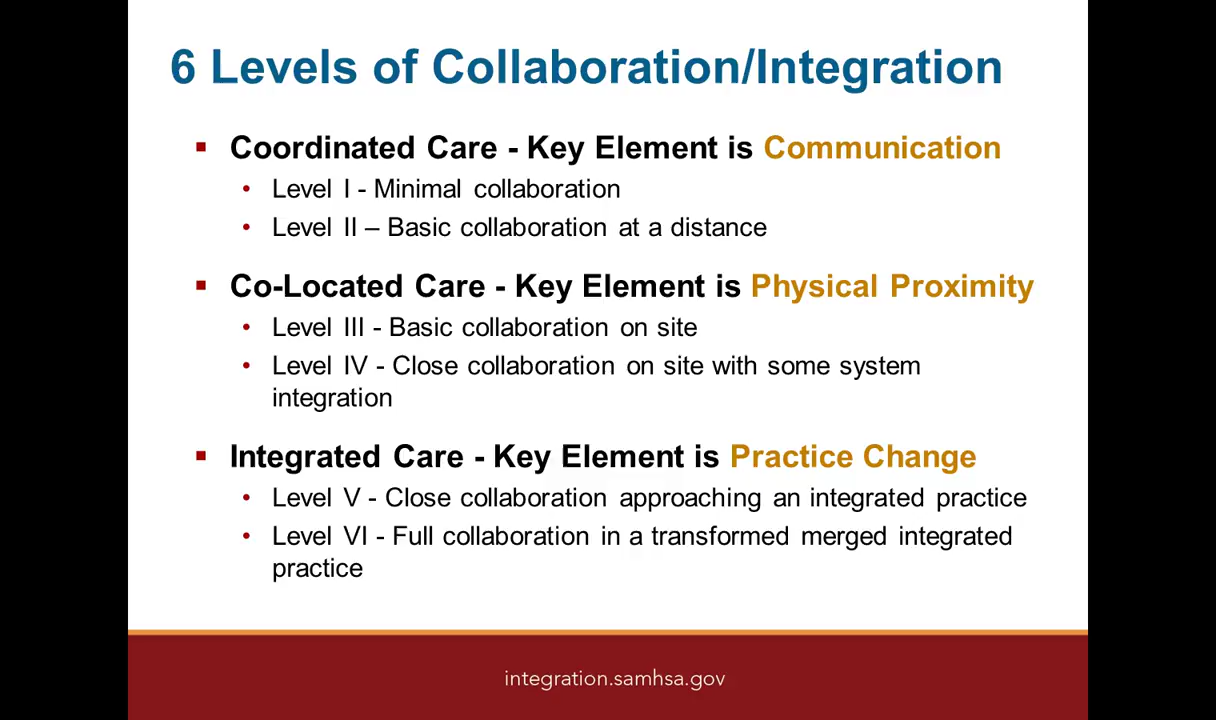 6 Levels of Collaboration/Integration
▪ Coordinated Care - Key Element is Communication
• Level I - Minimal collaboration
• Level II – Basic collaboration at a distance
▪ Co-Located Care - Key Element is Physical Proximity
• Level III - Basic collaboration on site
• Level IV - Close collaboration on site with some system
integration
▪ Integrated Care - Key Element is Practice Change
• Level V - Close collaboration approaching an integrated practice
• Level VI - Full collaboration in a transformed merged integrated
practice
integration.samhsa.gov